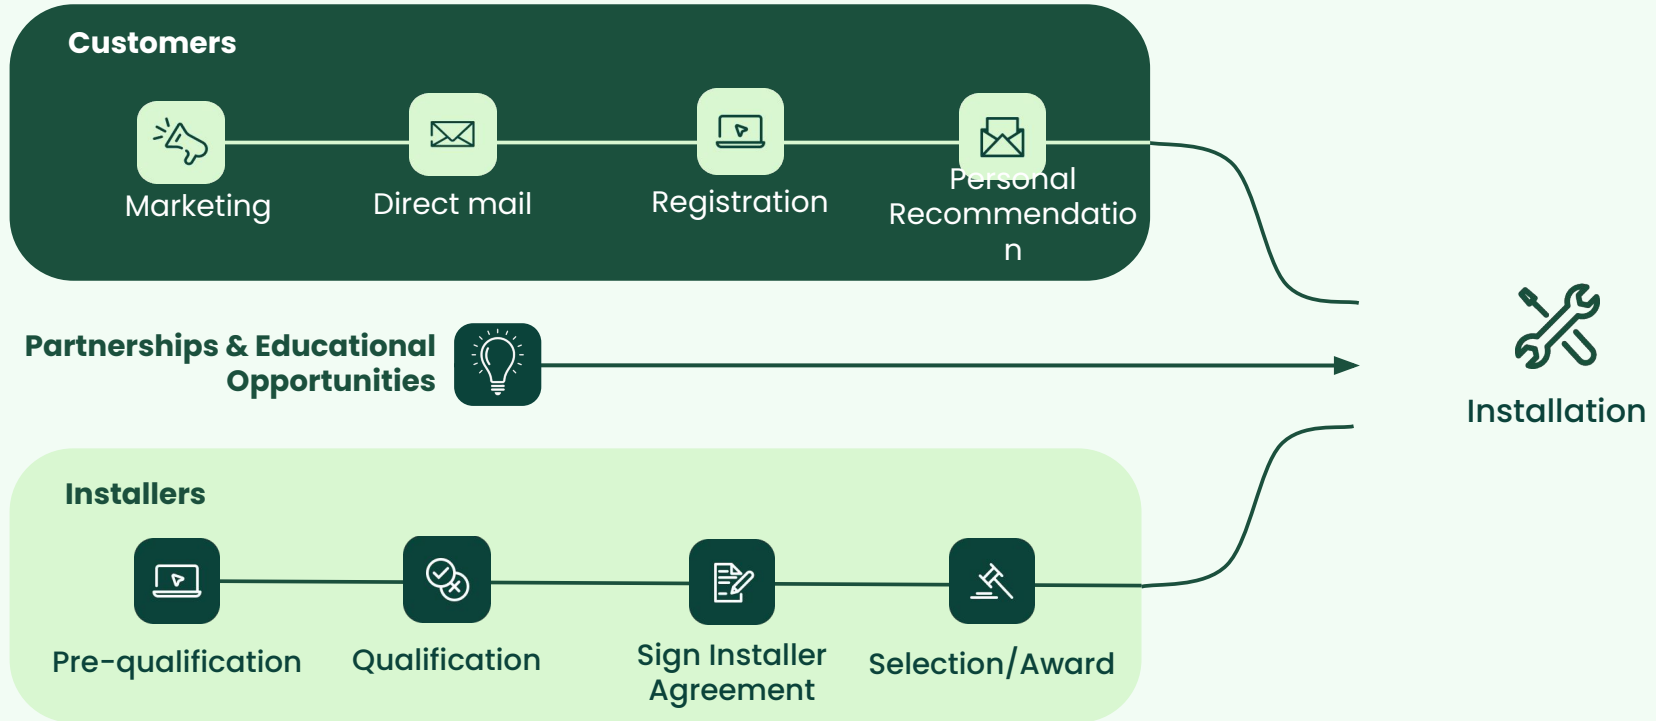 Customers
Marketing
Direct mail
Registration
Personal
Recommendatio
n
Partnerships & Educational
Opportunities
Installation
Installers
Pre-qualification
Qualification
Sign Installer
Agreement
Selection/Award